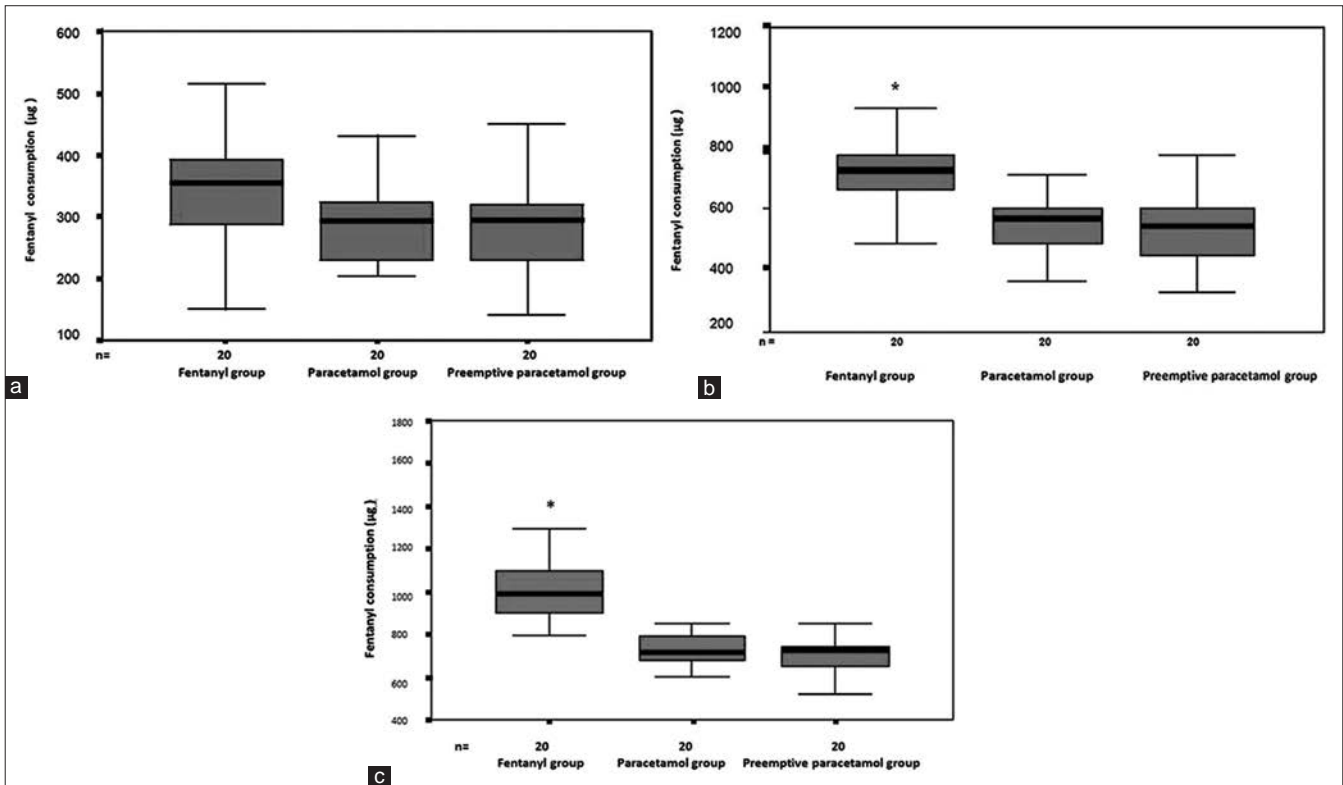 600
500
400
300
200
100
Fentanyl consumption (µg )
n= 20 20 20
Fentanyl group Paracetamol group Preemptive paracetamol group
a
1200
1000
800
600
400
200
Fentanyl consumption (µg )
*
n = 20 20 20
Fentanyl group Paracetamol group Preemptive paracetamol group
b
1800
1600
1400
1200
1000
800
600
400
Fentanyl consumption (µg )
*
n= 20 20 20
Fentanyl group Paracetamol group Preemptive paracetamol group
c